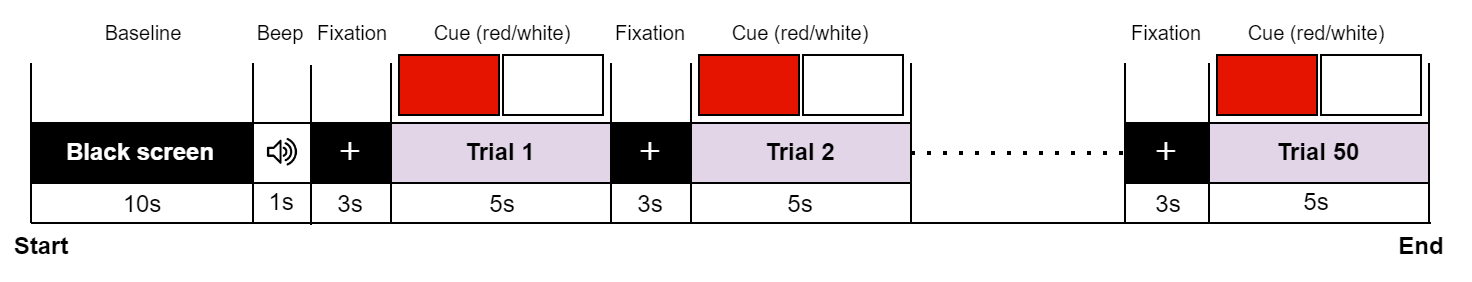 Baseline Beep Fixation Cue (red/white) Fixation Cue (red/white) Fixation Cue (red/white)
Black screen + Trial 1 + Trial 2 + Trial 50
10s 1s 3s 5s 3s 5s 3s 5s
Start End